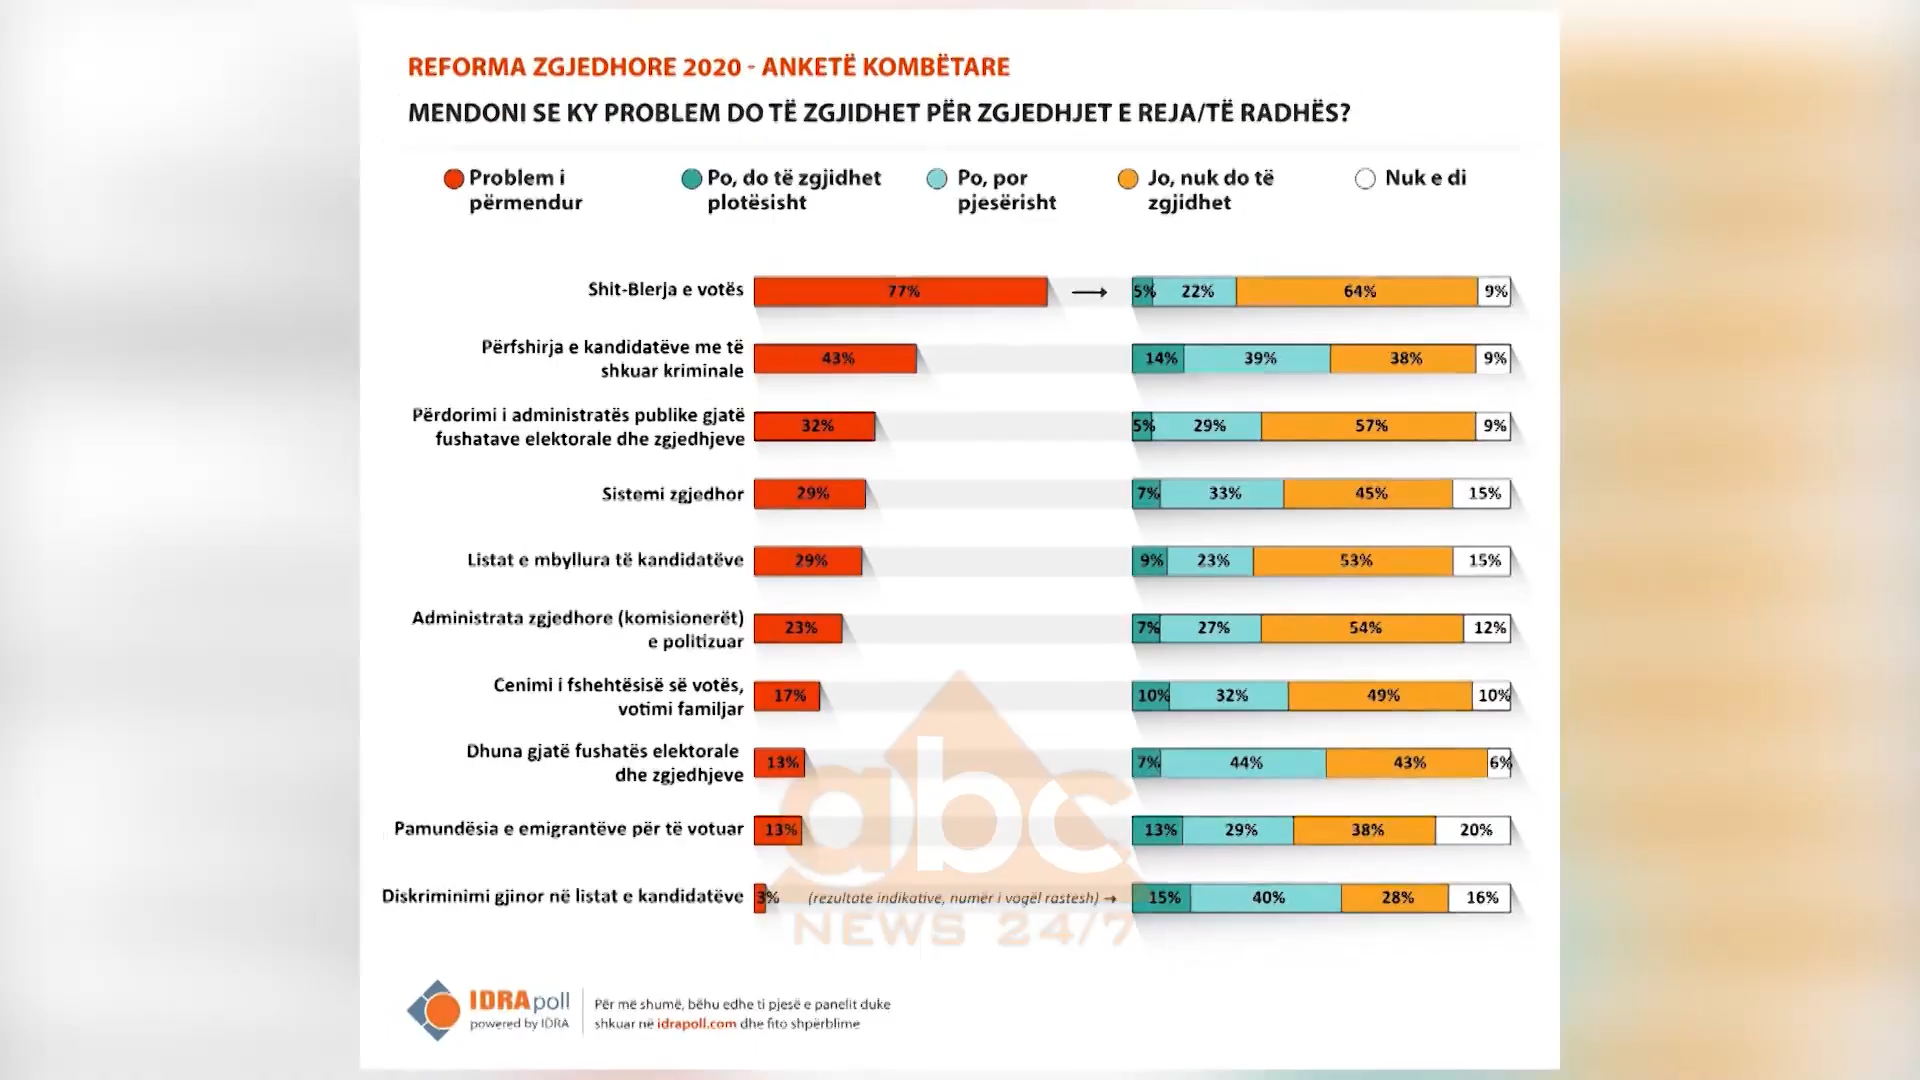 REFORMA ZGJEDHORE 2020 - ANKETË KOMBËTARE
MENDONI SE KY PROBLEM DO TË ZGJIDHET PËR ZGJEDHJET E REJA/TË RADHËS?
Problem i
përmendur
Po, do të zgjidhet
plotësisht
Po, por
pjesërisht
Jo, nuk do të
zgjidhet
Nuk e di
Shit-Blerja e votës 77% → 5% 22% 64% 9%
Përfshirja e kandidatëve me të
shkuar kriminale
43% 14% 39% 38% 9%
Përdorimi i administratës publike gjatë
fushatave elektorale dhe zgjedhjeve
32% 5% 29% 57% 9%
Sistemi zgjedhor 29% 7% 33% 45% 15%
Listat e mbyllura të kandidatëve 29% 9% 23% 53% 15%
Administrata zgjedhore (komisionerët)
e politizuar
23% 7% 27% 54% 12%
Cenimi i fshehtësisë së votës,
votimi familjar
17% 10% 32% 49% 10%
Dhuna gjatë fushatës elektorale
dhe zgjedhjeve
13% 7% 44% 43% 6%
Pamundësia e emigrantëve për të votuar 13% 13% 29% 38% 20%
Diskriminimi gjinor në listat e kandidatëve 3% (rezultate indikative, numër i vogël rastesh) → 15% 40% 28% 16%
abc
NEWS 24/7
IDRApoll
powered by IDRA
Për më shumë, bëhu edhe ti pjesë e panelit duke
shkuar në idrapoll.com dhe fito shpërblime